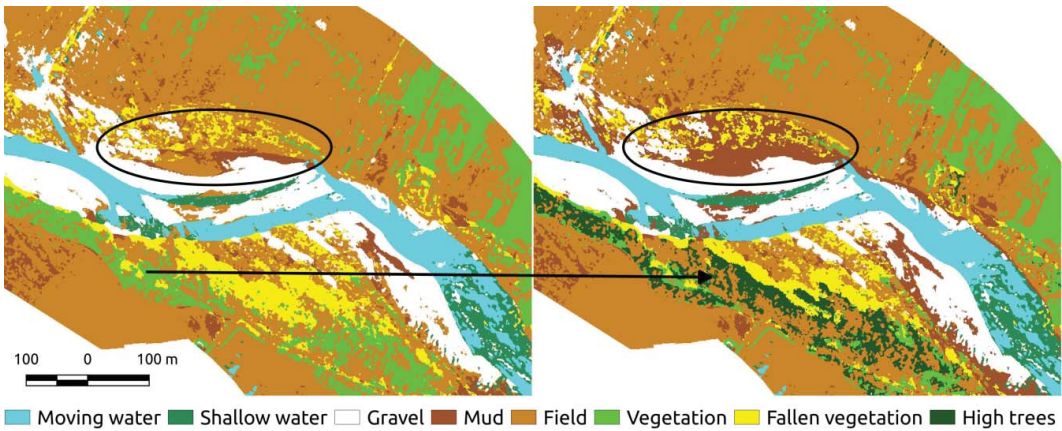 100 0 100 m
Moving water Shallow water Gravel Mud Field Vegetation Fallen vegetation High trees